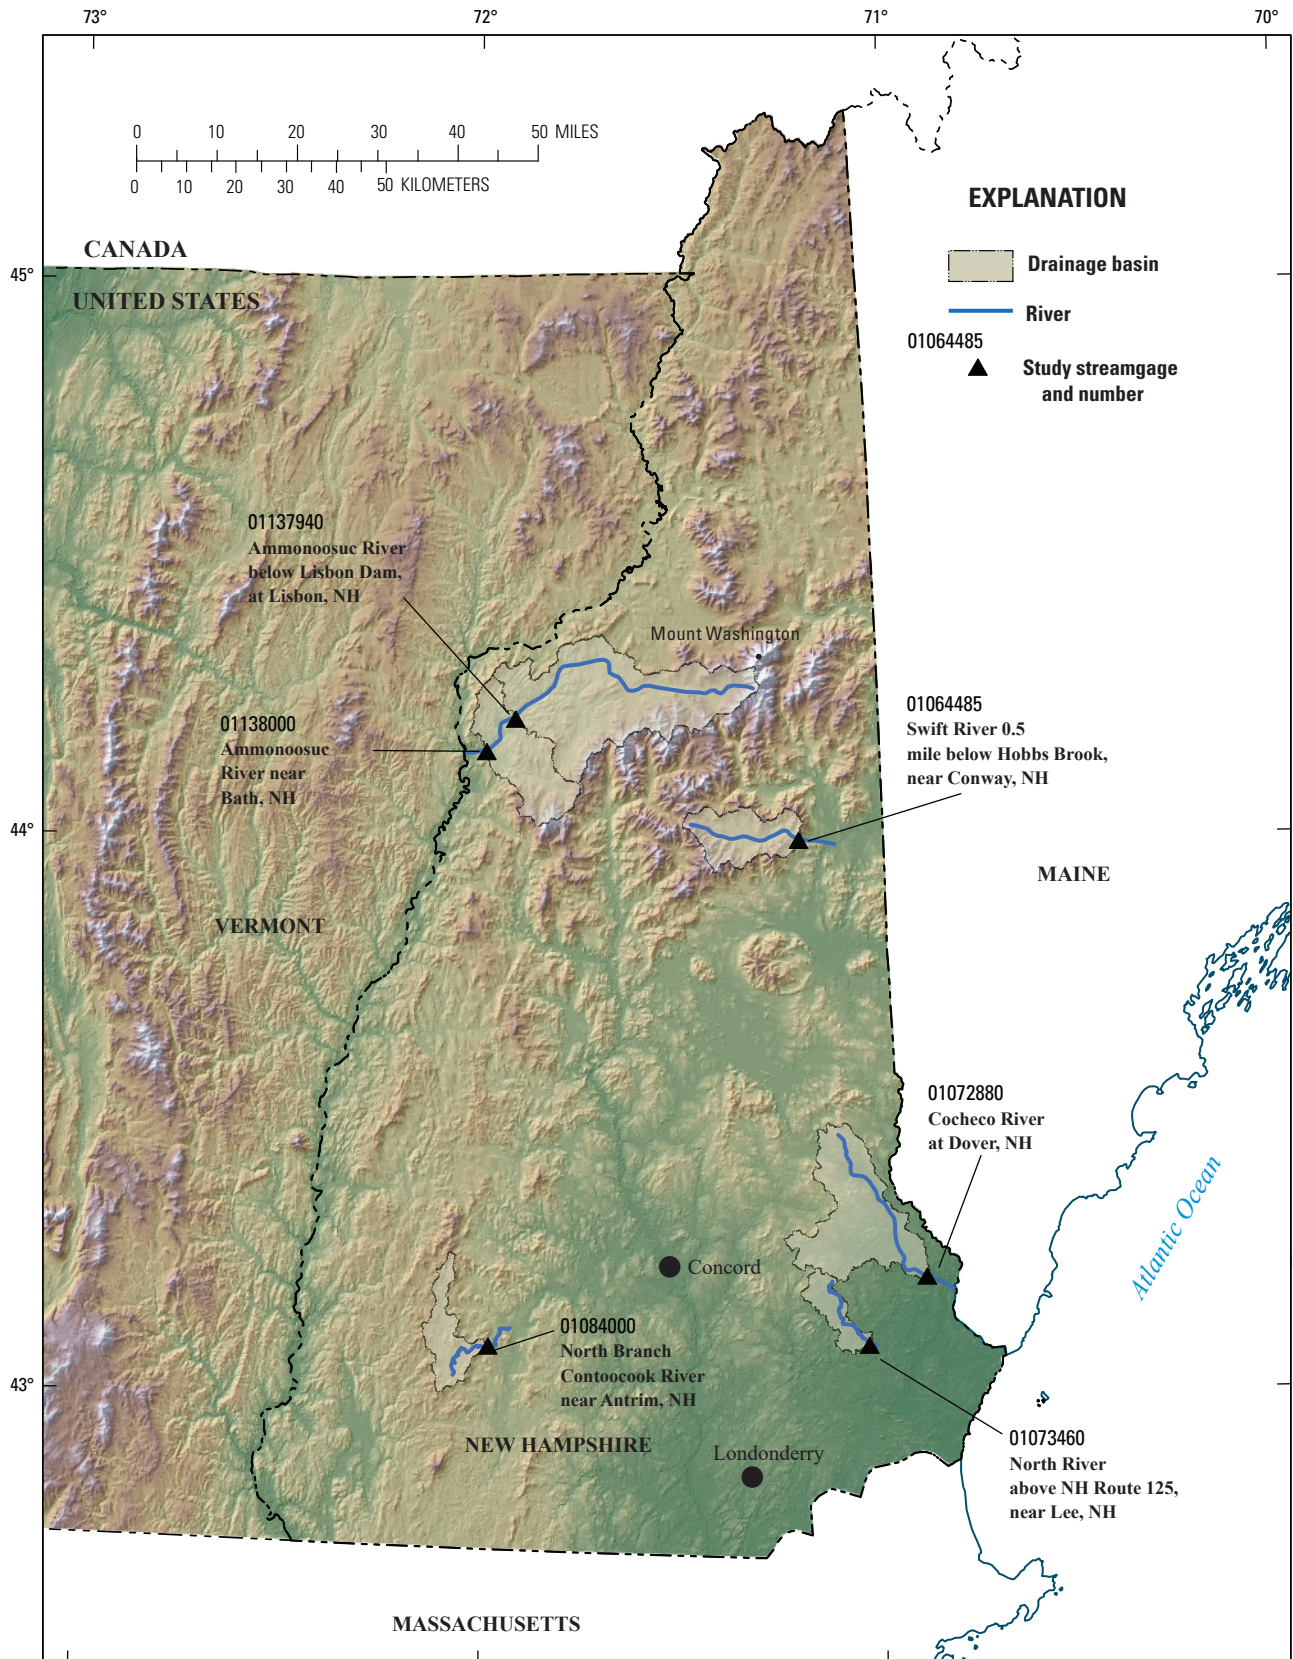 73°
72°
71°
70°
0 10 20 30 40 50 MILES
0 10 20 30 40 50 KILOMETERS
EXPLANATION
Drainage basin
River
01064485
Study streamgage
and number
CANADA
45°
UNITED STATES
01137940
Ammonoosuc River
below Lisbon Dam,
at Lisbon, NH
Mount Washington
01138000
Ammonoosuc
River near
Bath, NH
01064485
Swift River 0.5
mile below Hobbs Brook,
near Conway, NH
44°
MAINE
VERMONT
01072880
Cocheco River
at Dover, NH
Atlantic Ocean
Concord
01084000
North Branch
Contoocook River
near Antrim, NH
43°
NEW HAMPSHIRE
Londonderry
01073460
North River
above NH Route 125,
near Lee, NH
MASSACHUSETTS